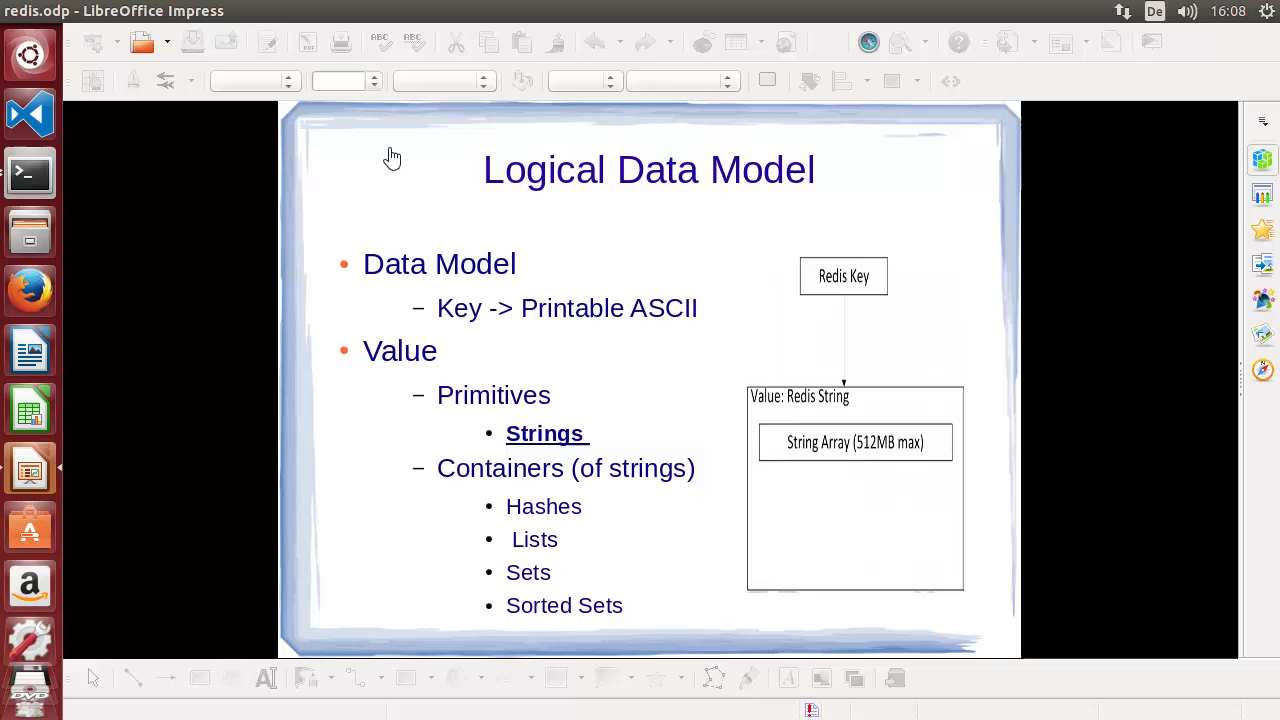 redis.odp - LibreOffice Impress
De
16:08
Logical Data Model
• Data Model
– Key -> Printable ASCII
• Value
– Primitives
• Strings
– Containers (of strings)
• Hashes
• Lists
• Sets
• Sorted Sets
Redis Key
Value: Redis String
String Array (512MB max)